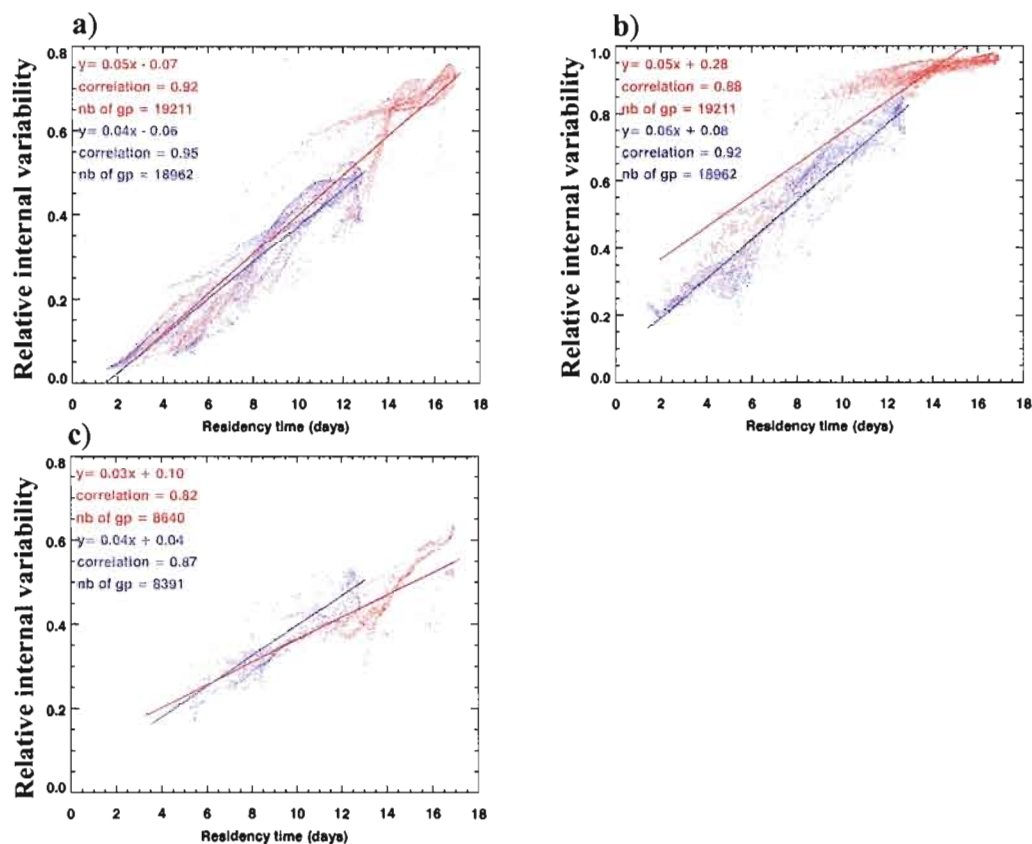 a)
Relative internal variability
0.8
0.6
0.4
0.2
0.0
y= 0.05x - 0.07
correlation = 0.92
nb of gp = 19211
y= 0.04x - 0.06
correlation = 0.95
nb of gp = 18962
0 2 4 6 8 10 12 14 16 18
Residency time (days)
b)
Relative internal variability
1.0
0.8
0.6
0.4
0.2
0.0
y= 0.05x + 0.28
correlation = 0.88
nb of gp = 19211
y= 0.06x + 0.08
correlation = 0.92
nb of gp = 18962
0 2 4 6 8 10 12 14 16 18
Residency time (days)
c)
Relative internal variability
0.8
0.6
0.4
0.2
0.0
y= 0.03x + 0.10
correlation = 0.82
nb of gp = 8640
y= 0.04x + 0.04
correlation = 0.87
nb of gp = 8391
0 2 4 6 8 10 12 14 16 18
Residency time (days)